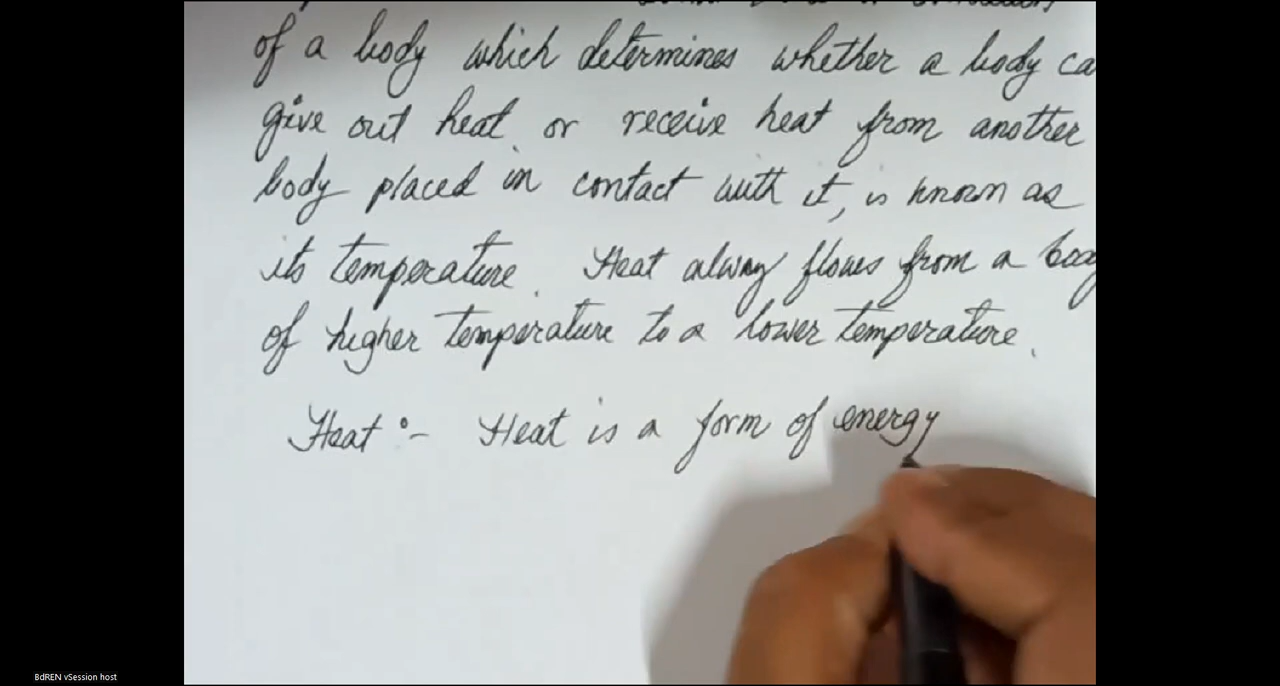 of a body which determines whether a body ca
give out heat or receive heat from another
body placed in contact with it, is known as
its temperature. Heat alway flows from a body
of higher temperature to a lower temperature.
Heat :- Heat is a form of energy
BdREN vSession host